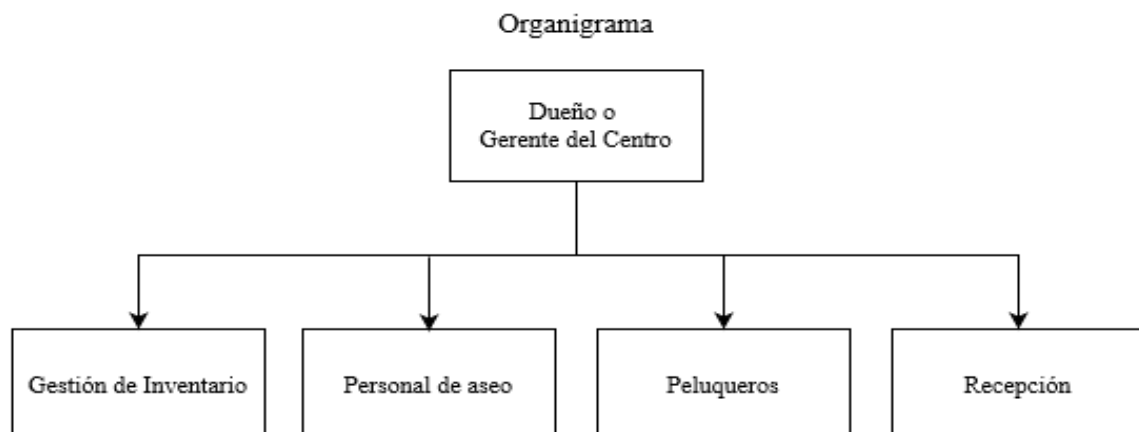 Organigrama
Dueño o
Gerente del Centro
Gestión de Inventario
Personal de aseo
Peluqueros
Recepción